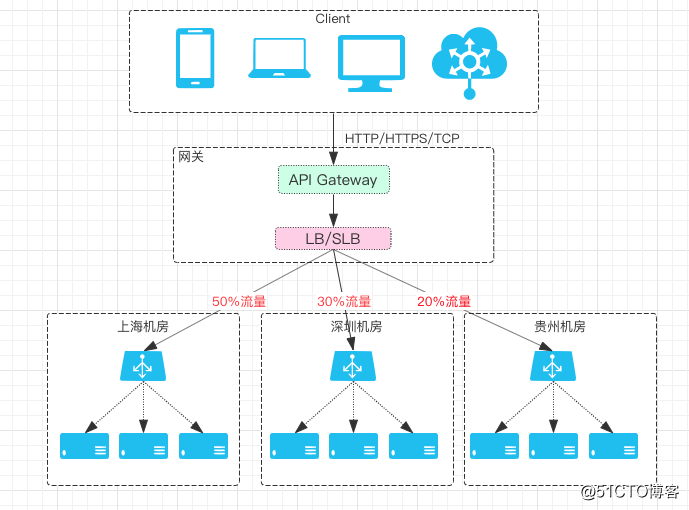 Client
HTTP/HTTPS/TCP
网关
API Gateway
LB/SLB
50%流量
30%流量
20%流量
上海机房
深圳机房
贵州机房
@51CTO博客